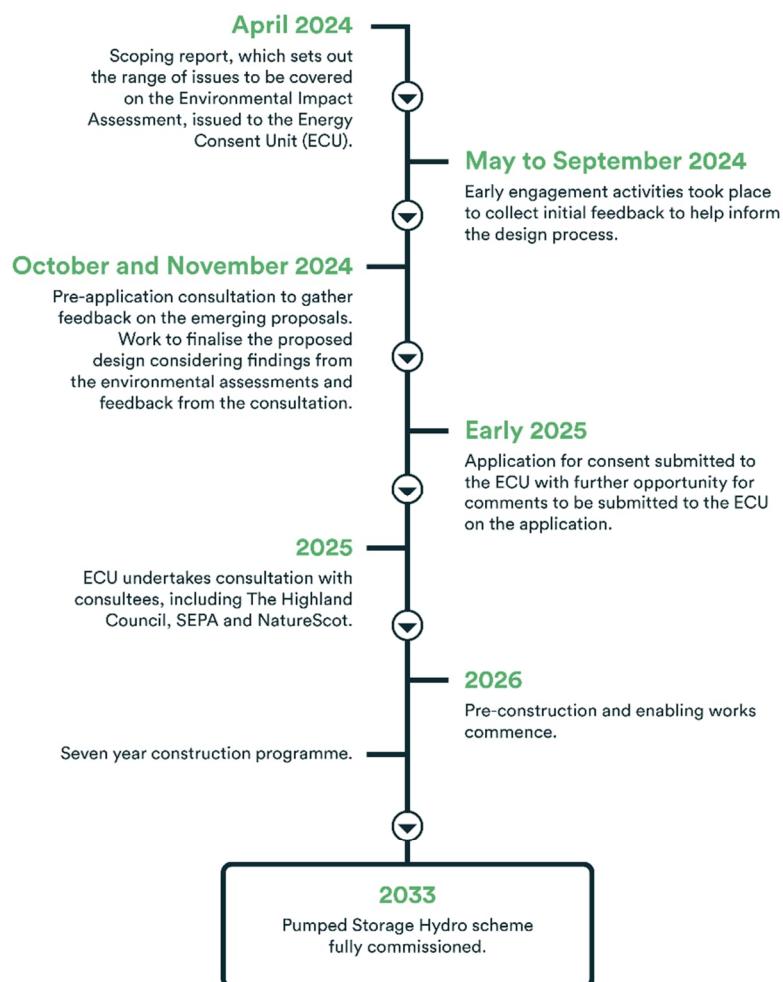 April 2024
Scoping report, which sets out
the range of issues to be covered
on the Environmental Impact
Assessment, issued to the Energy
Consent Unit (ECU).
May to September 2024
Early engagement activities took place
to collect initial feedback to help inform
the design process.
October and November 2024
Pre-application consultation to gather
feedback on the emerging proposals.
Work to finalise the proposed
design considering findings from
the environmental assessments and
feedback from the consultation.
Early 2025
Application for consent submitted to
the ECU with further opportunity for
comments to be submitted to the ECU
on the application.
2025
ECU undertakes consultation with
consultees, including The Highland
Council, SEPA and NatureScot.
2026
Pre-construction and enabling works
commence.
Seven year construction programme.
2033
Pumped Storage Hydro scheme
fully commissioned.